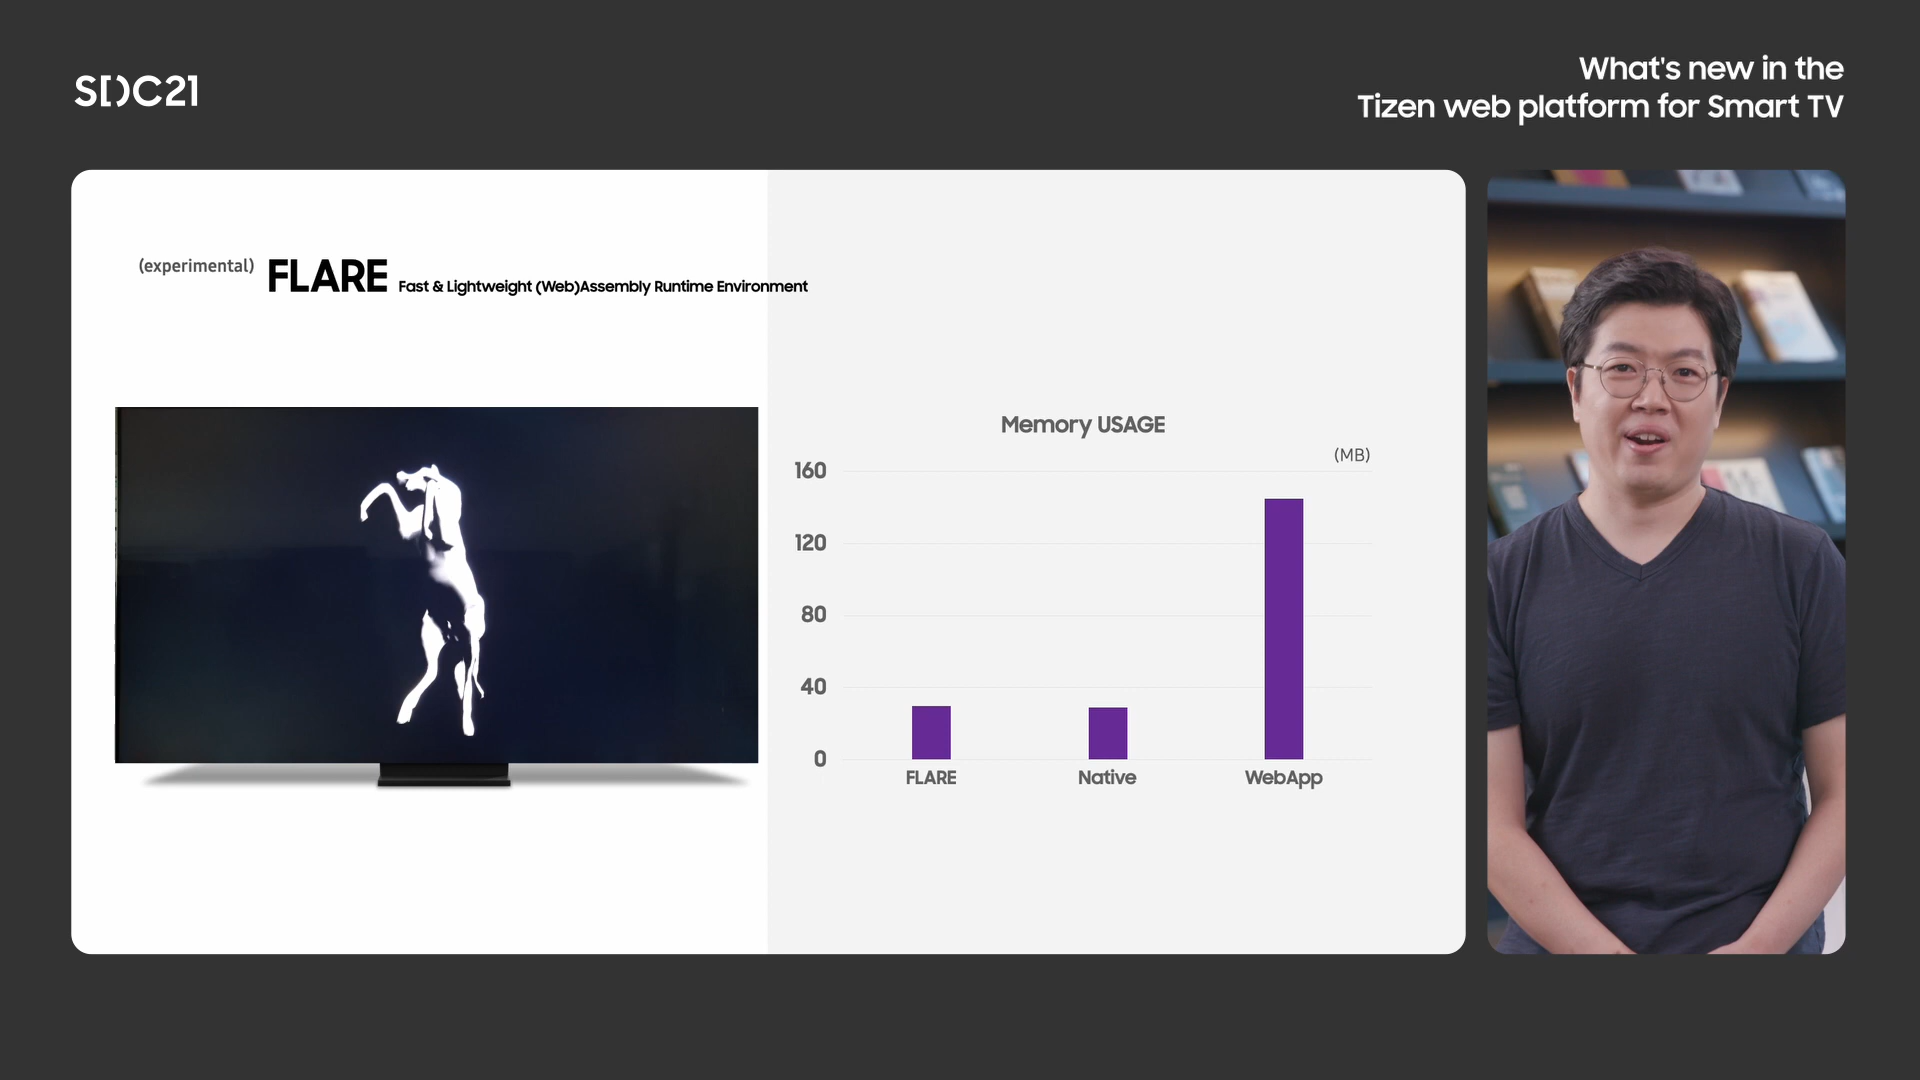 SDC21
What's new in the
Tizen web platform for Smart TV
(experimental) FLARE Fast & Lightweight (Web)Assembly Runtime Environment
Memory USAGE
(MB)
160
120
80
40
0
FLARE Native WebApp